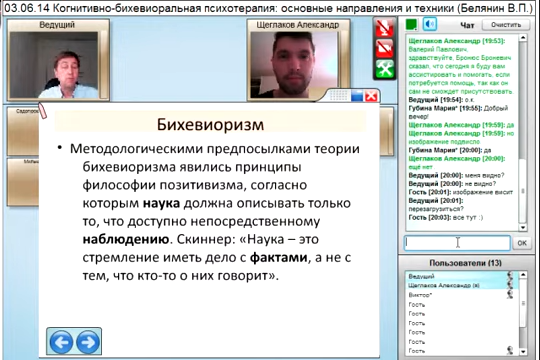 03.06.14 Когнитивно-бихевиоральная психотерапия: основные направления и техники (Белянин В.П.)
Ведущий
Щеглаков Александр
Бихевиоризм
• Методологическими предпосылками теории
бихевиоризма явились принципы
философии позитивизма, согласно
которым наука должна описывать только
то, что доступно непосредственному
наблюдению. Скиннер: «Наука – это
стремление иметь дело с фактами, а не с
тем, что кто-то о них говорит».
Чат
Очистить
Щеглаков Александр [19:53]:
Валерий Павлович,
здравствуйте, Бронюс Броневич
сказал, что сегодня я буду вам
ассистировать и помогать, если
потребуется помощь, так как он
сам не сможет присутствовать
Ведущий [19:54]: о.к.
Губина Мария* [19:55]: Добрый
вечер!
Щеглаков Александр [19:59]: да
Щеглаков Александр [19:59]: но
изображение подвисло
Губина Мария* [20:00]: да
Щеглаков Александр [20:00]:
ещё нет
Ведущий [20:00]: меня видно?
Ведущий [20:00]: не видно?
Гость [20:01]: изображение висит
Ведущий [20:01]:
перезагрузиться?
Гость [20:03]: все тут :)
OK
Пользователи (13)
Ведущий
Щеглаков Александр (я)
Виктор*
Гость
Гость
Гость
Гость
Гость